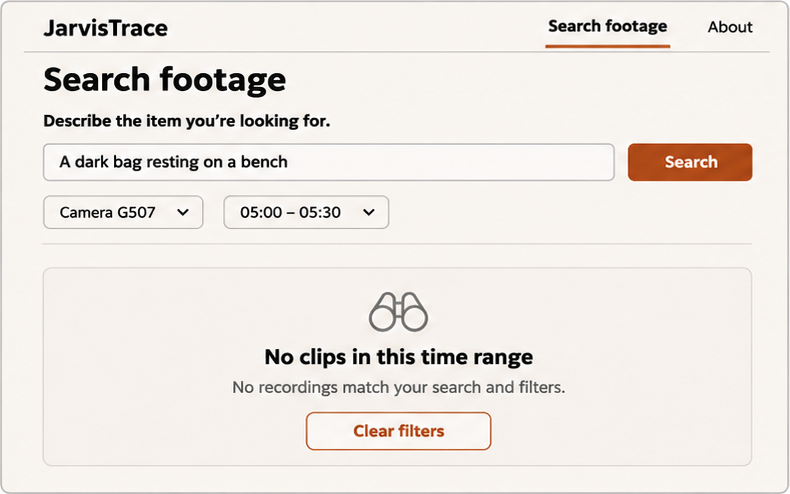 JarvisTrace
Search footage
About
Search footage
Describe the item you’re looking for.
A dark bag resting on a bench
Search
Camera G507
05:00 – 05:30
No clips in this time range
No recordings match your search and filters.
Clear filters